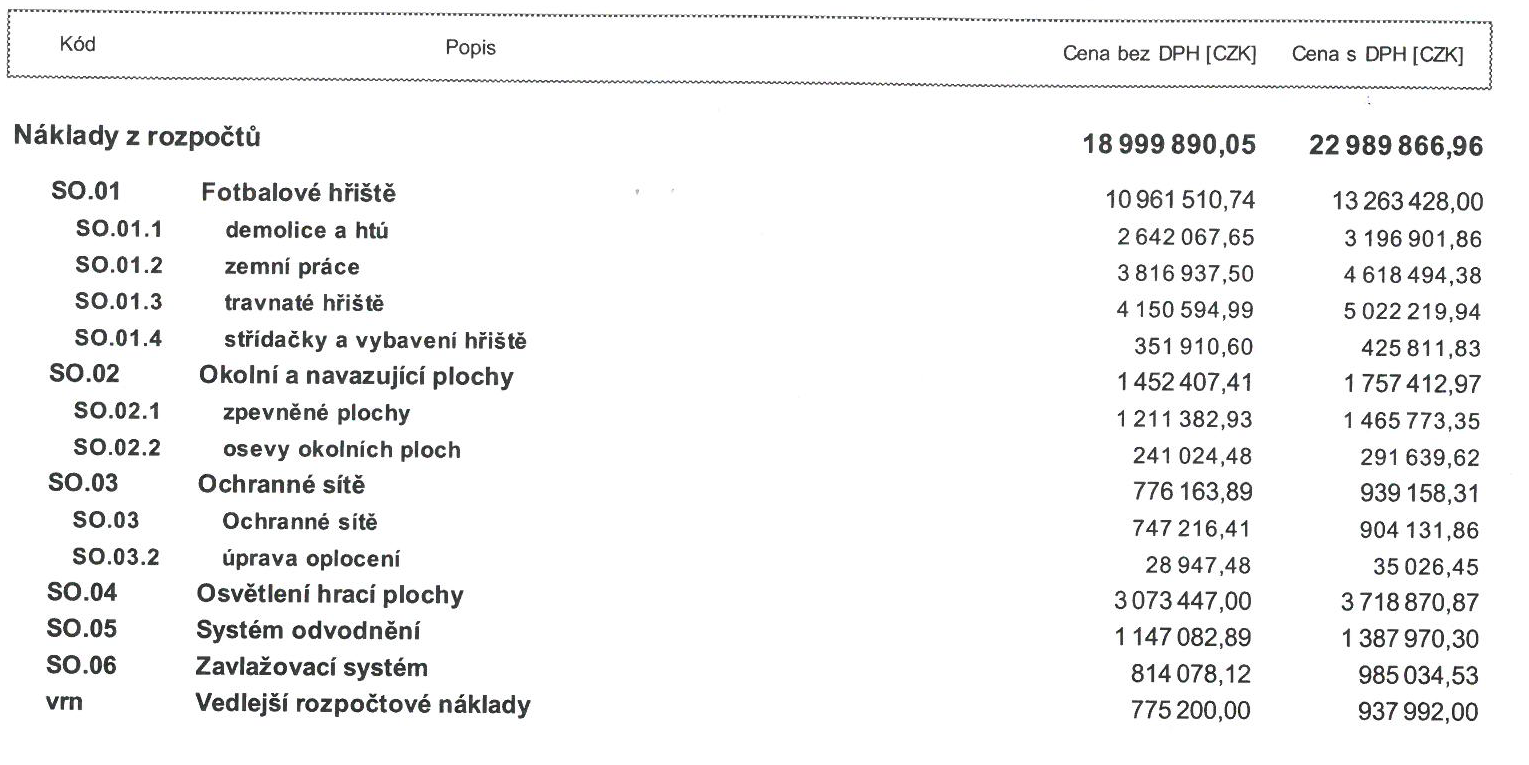 Kód Popis Cena bez DPH [CZK] Cena s DPH [CZK]
Náklady z rozpočtů 18 999 890,05 22 989 866,96
SO.01 Fotbalové hřiště 10 961 510,74 13 263 428,00
SO.01.1 demolice a htú 2 642 067,65 3 196 901,86
SO.01.2 zemní práce 3 816 937,50 4 618 494,38
SO.01.3 travnaté hřiště 4 150 594,99 5 022 219,94
SO.01.4 střídačky a vybavení hřiště 351 910,60 425 811,83
SO.02 Okolní a navazující plochy 1 452 407,41 1 757 412,97
SO.02.1 zpevněné plochy 1 211 382,93 1 465 773,35
SO.02.2 osevy okolních ploch 241 024,48 291 639,62
SO.03 Ochranné sítě 776 163,89 939 158,31
SO.03 Ochranné sítě 747 216,41 904 131,86
SO.03.2 úprava oplocení 28 947,48 35 026,45
SO.04 Osvětlení hrací plochy 3 073 447,00 3 718 870,87
SO.05 Systém odvodnění 1 147 082,89 1 387 970,30
SO.06 Zavlažovací systém 814 078,12 985 034,53
vrn Vedlejší rozpočtové náklady 775 200,00 937 992,00